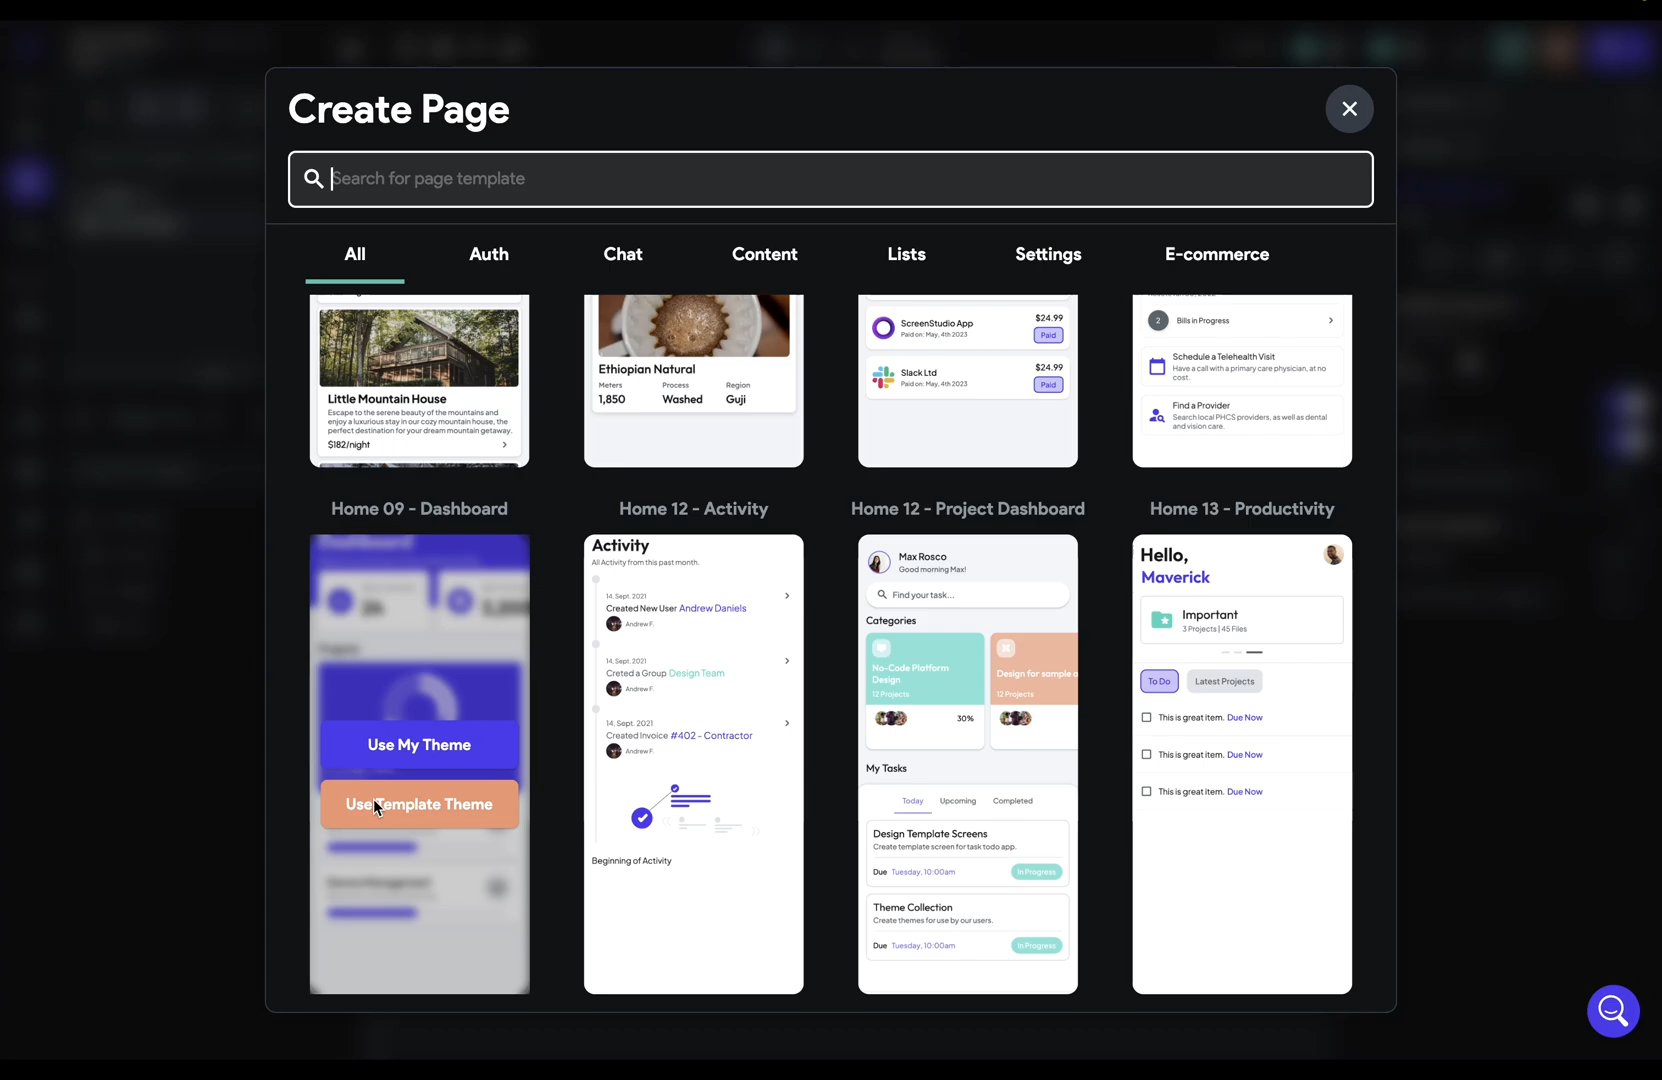 Create Page
Search for page template
All
Auth
Chat
Content
Lists
Settings
E-commerce
Little Mountain House
Escape to the serene beauty of the mountains and
enjoy a luxurious stay in our cozy mountain house, the
perfect destination for your dream mountain getaway.
$182/night
Ethiopian Natural
Meters
Process
Region
1,850
Washed
Guji
ScreenStudio App
Paid on: May, 4th 2023
$24.99
Paid
Slack Ltd
Paid on: May, 4th 2023
$24.99
Paid
2
Bills in Progress
Schedule a Telehealth Visit
Have a call with a primary care physician, at no
cost.
Find a Provider
Search local PHCS providers, as well as dental
and vision care.
Home 09 - Dashboard
Home 12 - Activity
Home 12 - Project Dashboard
Home 13 - Productivity
Use My Theme
Use Template Theme
Activity
All Activity from this past month.
14. Sept. 2021
Created New User Andrew Daniels
Andrew F.
14. Sept. 2021
Creted a Group Design Team
Andrew F.
14. Sept. 2021
Created Invoice #402 - Contractor
Andrew F.
Beginning of Activity
Max Rosco
Good morning Max!
Find your task...
Categories
No-Code Platform
Design
12 Projects
30%
Design for sample a
12 Projects
My Tasks
Today
Upcoming
Completed
Design Template Screens
Create template screen for task todo app.
Due Tuesday, 10:00am
In Progress
Theme Collection
Create themes for use by our users.
Due Tuesday, 10:00am
In Progress
Hello,
Maverick
Important
3 Projects | 45 Files
To Do
Latest Projects
This is great item. Due Now
This is great item. Due Now
This is great item. Due Now